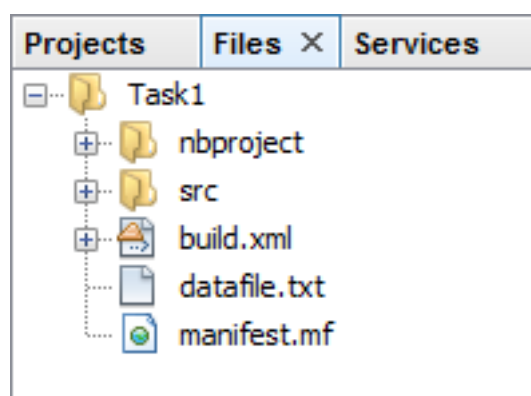 Projects Files × Services
Task1
nbproject
src
build.xml
datafile.txt
manifest.mf